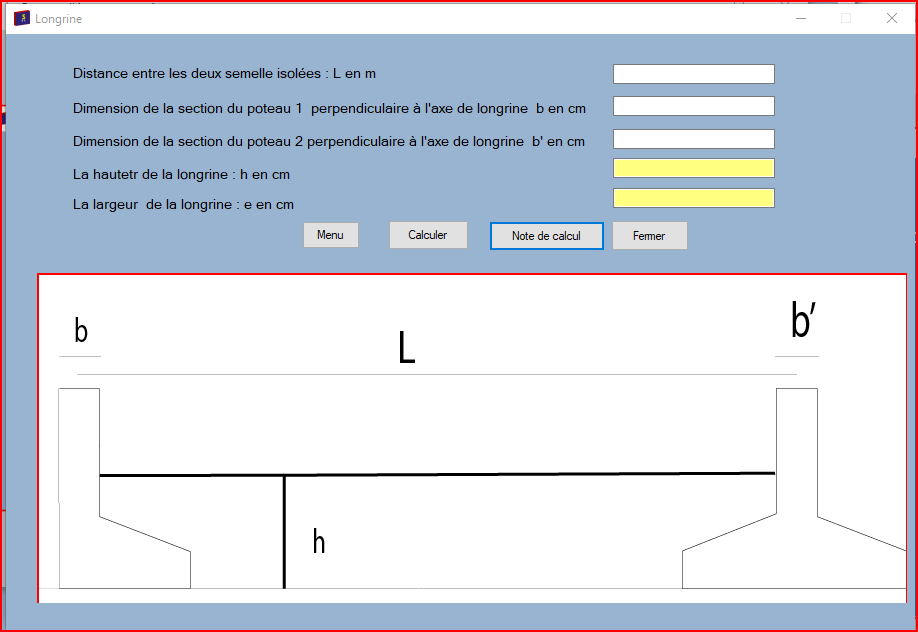 Longrine
Distance entre les deux semelle isolées : L en m
Dimension de la section du poteau 1  perpendiculaire à l'axe de longrine  b en cm
Dimension de la section du poteau 2 perpendiculaire à l'axe de longrine  b' en cm
La hautetr de la longrine : h en cm
La largeur  de la longrine : e en cm
Menu
Calculer
Note de calcul
Fermer
b
L
b’
h